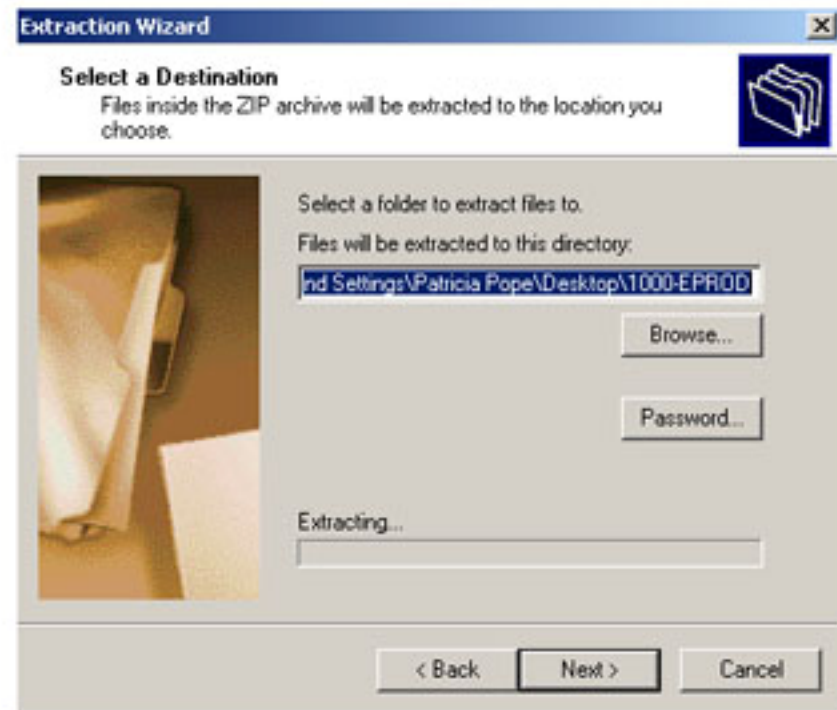 Extraction Wizard
Select a Destination
Files inside the ZIP archive will be extracted to the location you
choose.
Select a folder to extract files to.
Files will be extracted to this directory:
nd Settings\Patricia Pope\Desktop\1000-EPROD
Browse...
Password...
Extracting...
< Back
Next >
Cancel